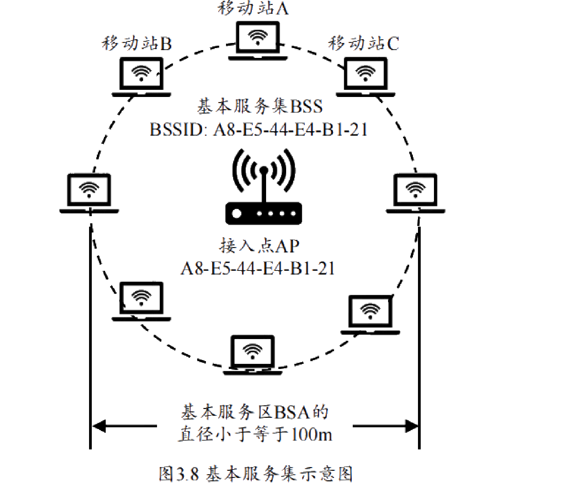 移动站A
移动站B
移动站C
基本服务集BSS
BSSID: A8-E5-44-E4-B1-21
接入点AP
A8-E5-44-E4-B1-21
基本服务区BSA的
直径小于等于100m
图3.8 基本服务集示意图